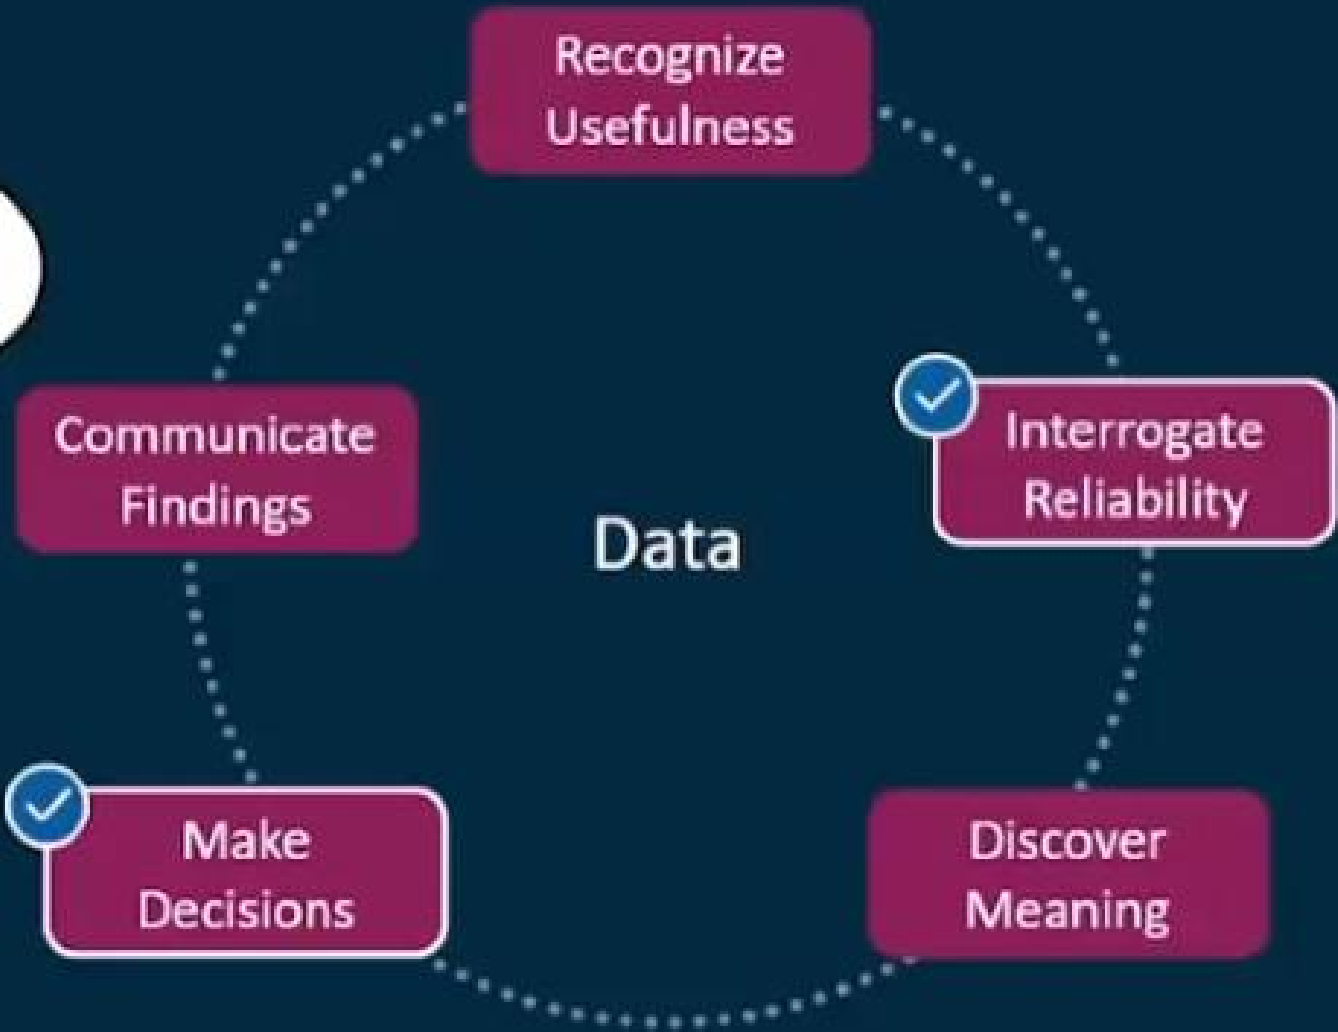 Recognize
Usefulness
Interrogate
Reliability
Communicate
Findings
Data
Make
Decisions
Discover
Meaning